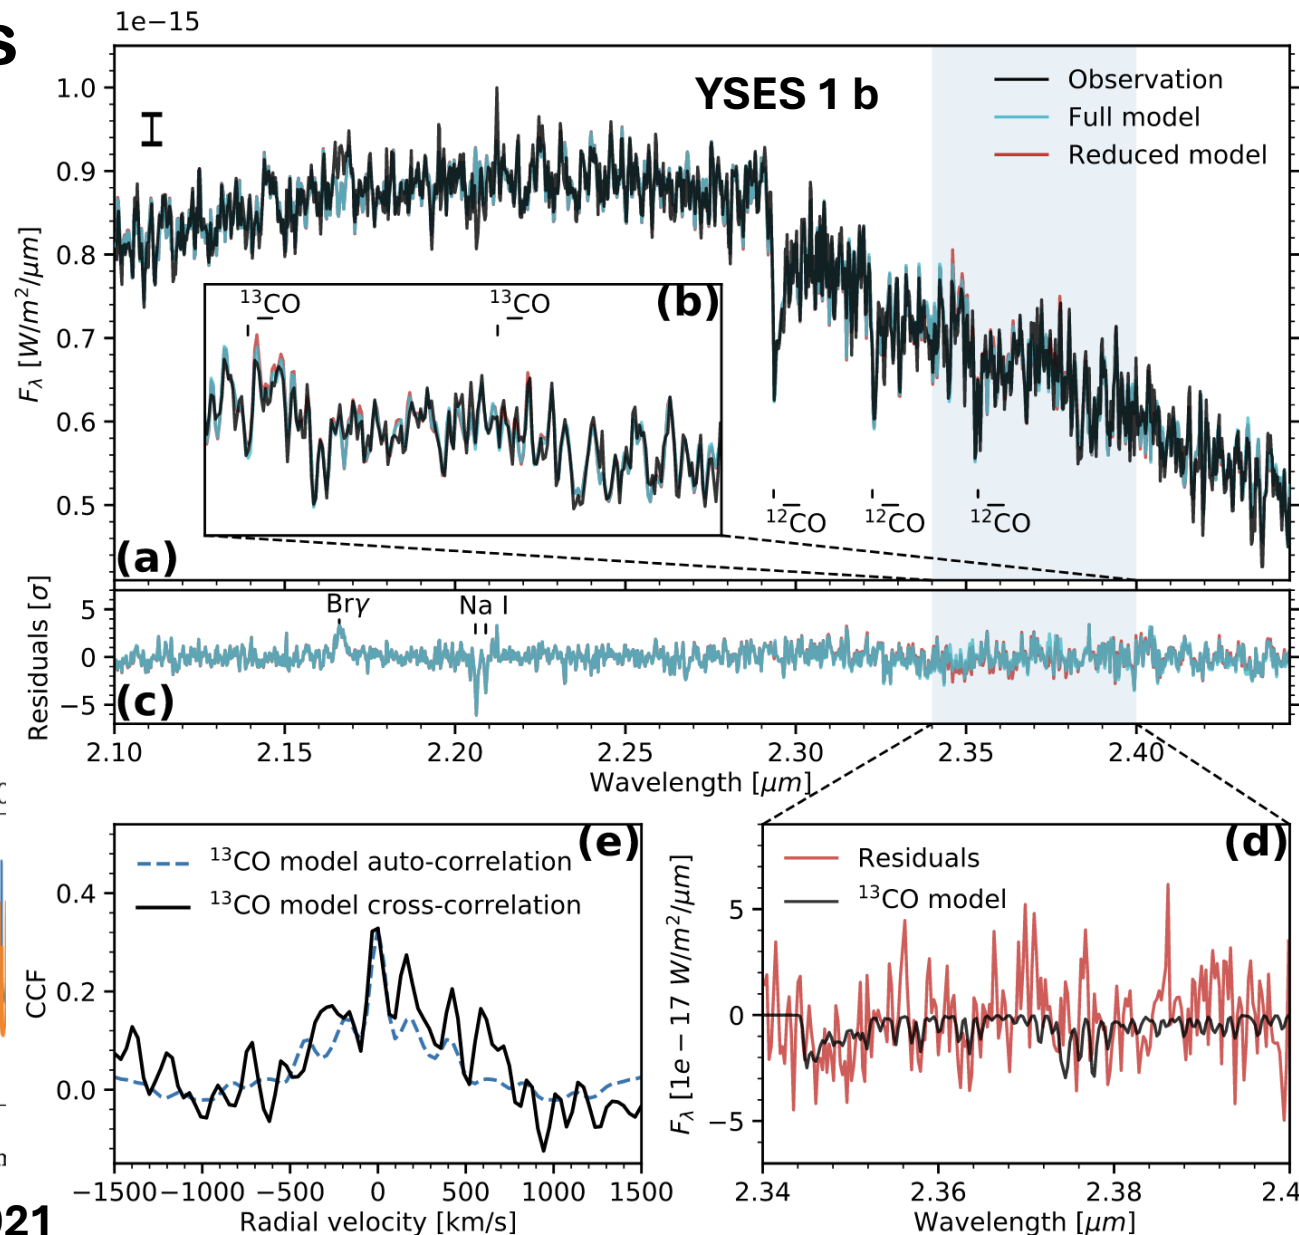 s
1e−15
YSES 1 b
Observation
Full model
Reduced model
1.0
0.9
0.8
0.7
0.6
0.5
Fλ [W/m²/μm]
(b)
¹³CO
¹³CO
¹²CO
¹²CO
¹²CO
(a)
Residuals [σ]
5
0
−5
Brγ
Na I
(c)
2.10
2.15
2.20
2.25
2.30
2.35
2.40
Wavelength [μm]
(e)
¹³CO model auto-correlation
¹³CO model cross-correlation
CCF
0.4
0.2
0.0
−1500
−1000
−500
0
500
1000
1500
Radial velocity [km/s]
(d)
Residuals
¹³CO model
Fλ [1e − 17 W/m²/μm]
5
0
−5
2.34
2.36
2.38
2.4
Wavelength [μm]
021